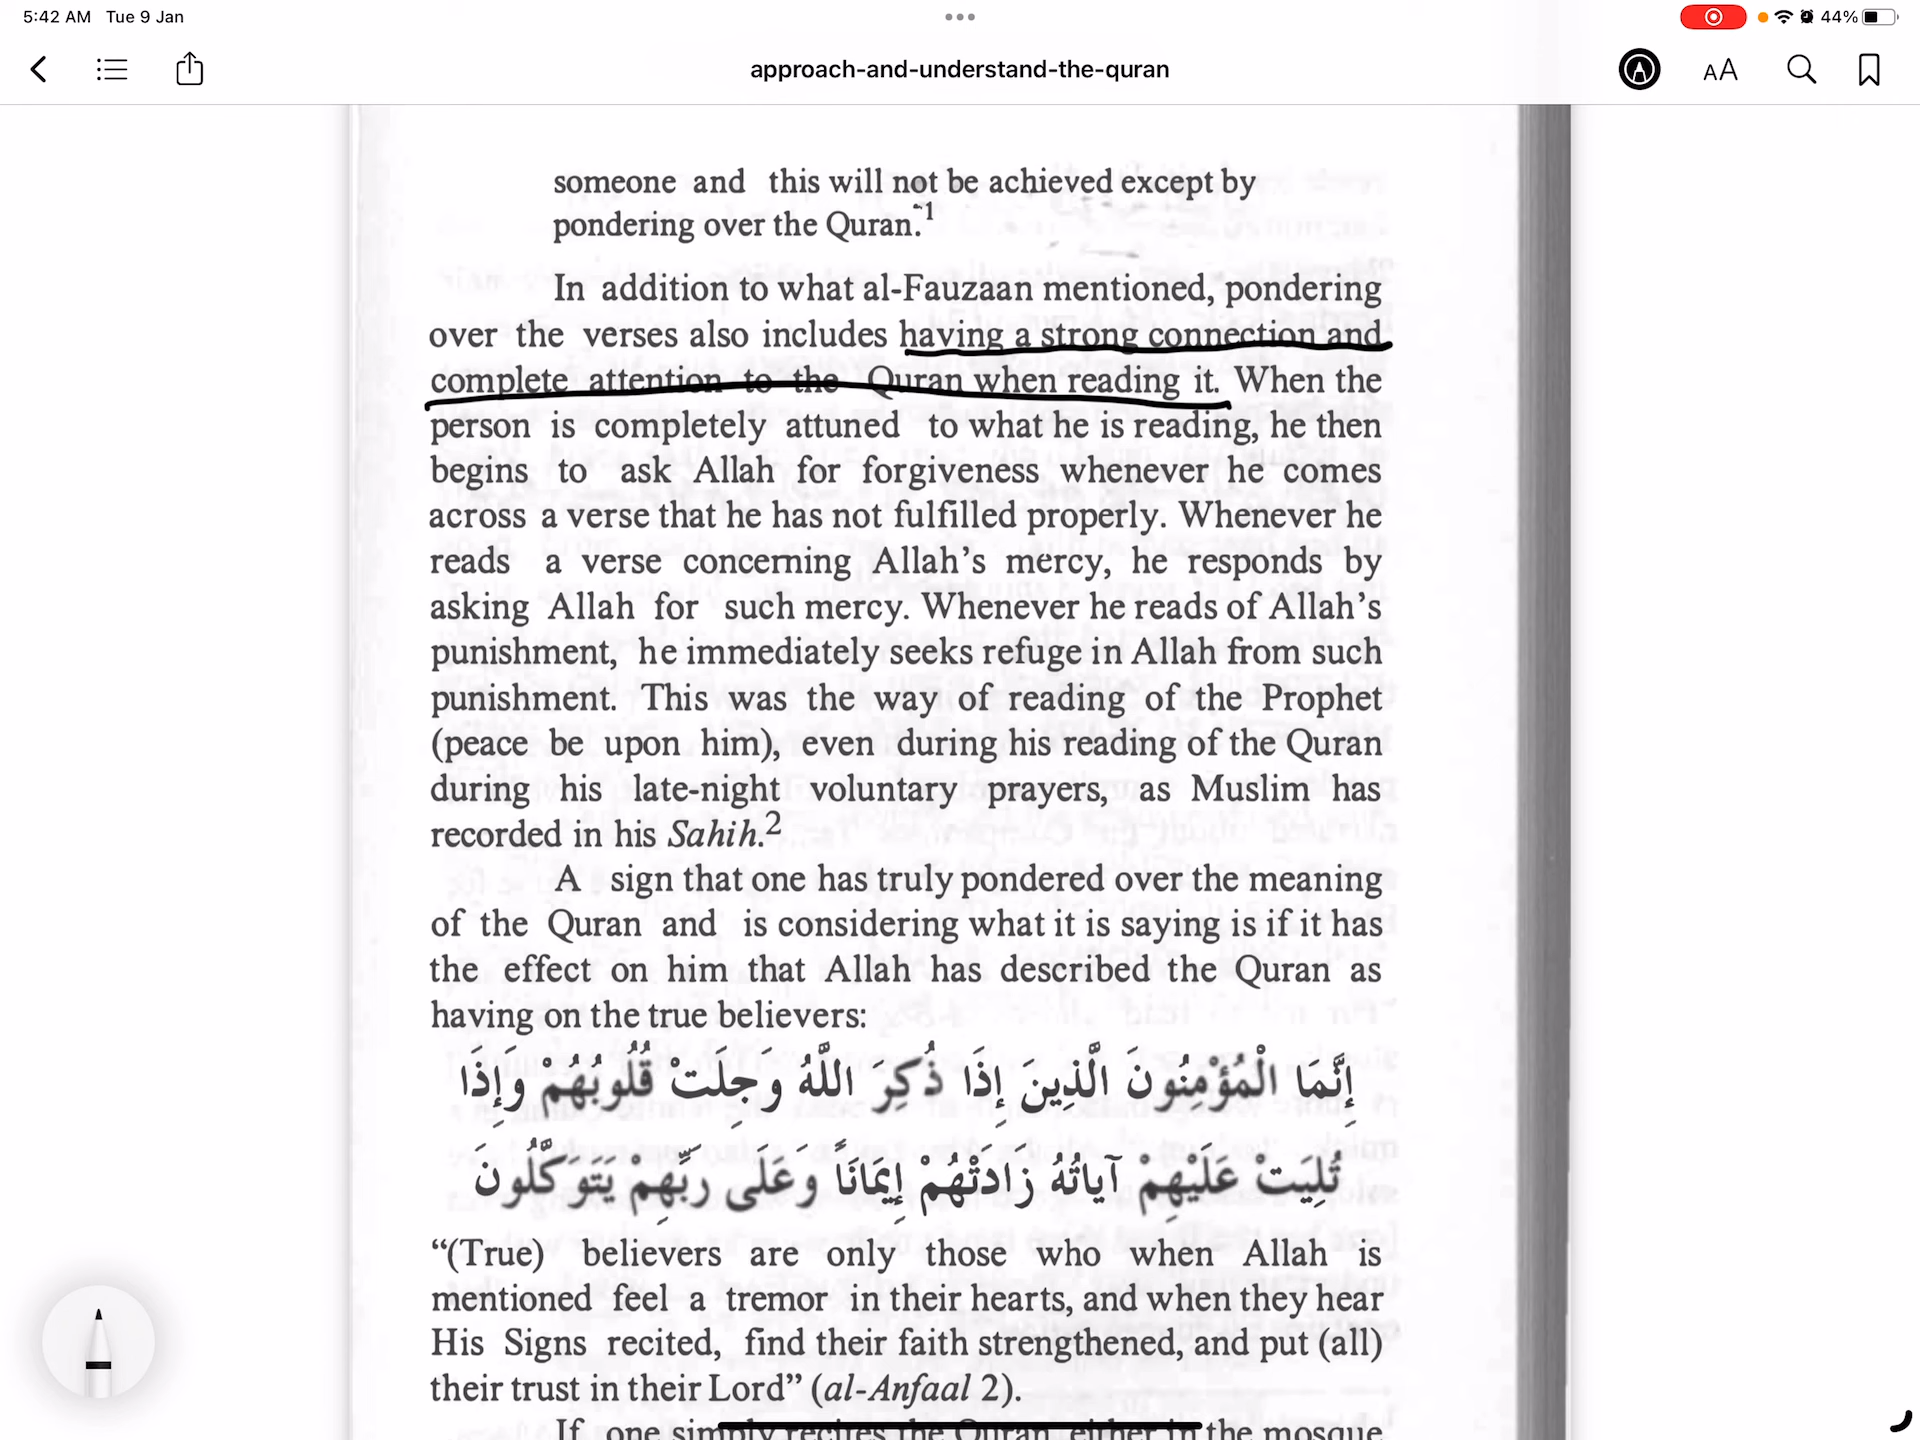 5:42 AM Tue 9 Jan
44%
approach-and-understand-the-quran
AA
someone and this will not be achieved except by
pondering over the Quran."1
In addition to what al-Fauzaan mentioned, pondering
over the verses also includes having a strong connection and
complete attention to the Quran when reading it. When the
person is completely attuned to what he is reading, he then
begins to ask Allah for forgiveness whenever he comes
across a verse that he has not fulfilled properly. Whenever he
reads a verse concerning Allah's mercy, he responds by
asking Allah for such mercy. Whenever he reads of Allah's
punishment, he immediately seeks refuge in Allah from such
punishment. This was the way of reading of the Prophet
(peace be upon him), even during his reading of the Quran
during his late-night voluntary prayers, as Muslim has
recorded in his Sahih.2
A sign that one has truly pondered over the meaning
of the Quran and is considering what it is saying is if it has
the effect on him that Allah has described the Quran as
having on the true believers:
إِنَّمَا الْمُؤْمِنُونَ الَّذِينَ إِذَا ذُكِرَ اللَّهُ وَجِلَتْ قُلُوبُهُمْ وَإِذَا
تُلِيَتْ عَلَيْهِمْ آيَاتُهُ زَادَتْهُمْ إِيمَانًا وَعَلَى رَبِّهِمْ يَتَوَكَّلُونَ
"(True) believers are only those who when Allah is
mentioned feel a tremor in their hearts, and when they hear
His Signs recited, find their faith strengthened, and put (all)
their trust in their Lord" (al-Anfaal 2).
If one simply recites the Quran either in the mosque